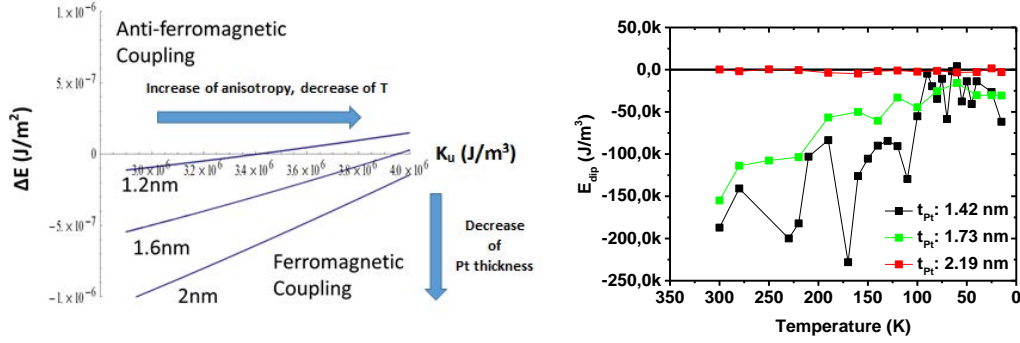 Anti-ferromagnetic
Coupling
1.×10⁻⁶
5.×10⁻⁷
0
-5.×10⁻⁷
-1.×10⁻⁶
ΔE (J/m²)
Increase of anisotropy, decrease of T
3.0×10⁶ 3.2×10⁶ 3.4×10⁶ 3.6×10⁶ 3.8×10⁶ 4.0×10⁶
Kᵤ (J/m³)
1.2nm
1.6nm
2nm
Decrease
of
Pt thickness
Ferromagnetic
Coupling
50,0k
0,0
-50,0k
-100,0k
-150,0k
-200,0k
-250,0k
E_dip (J/m³)
t_Pt: 1.42 nm
t_Pt: 1.73 nm
t_Pt: 2.19 nm
350 300 250 200 150 100 50 0
Temperature (K)